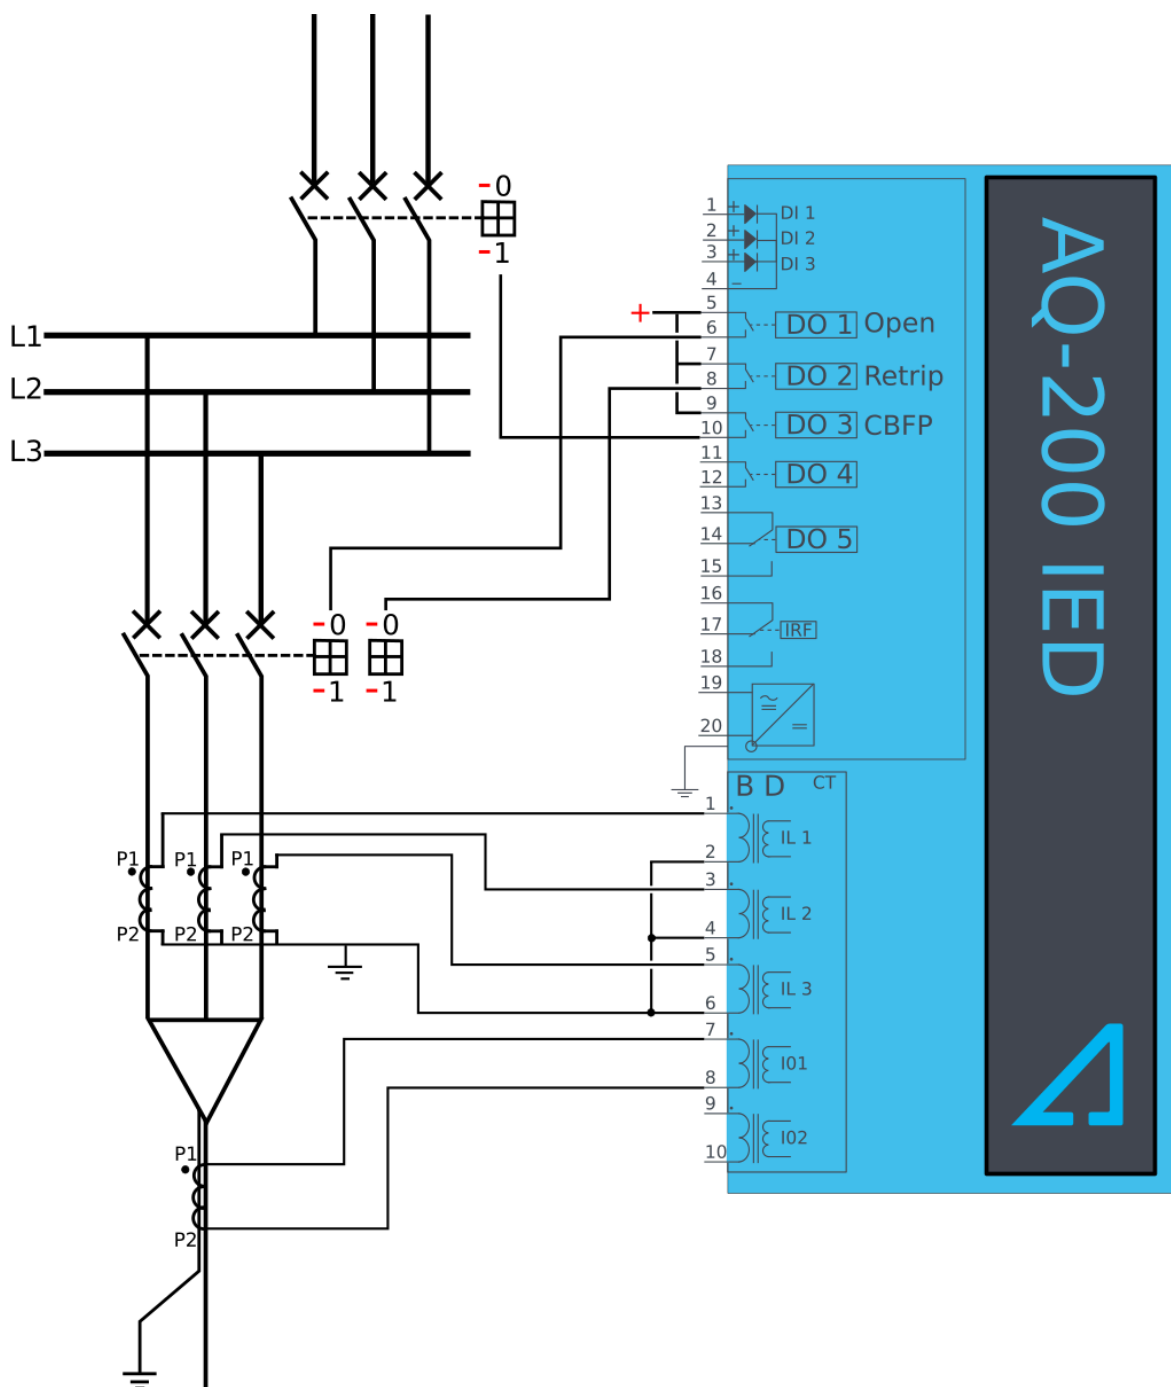 -0
-1
L1
L2
L3
-0
-0
-1
-1
+
1 + DI 1
2 + DI 2
3 + DI 3
4 -
5
6 DO 1 Open
7
8 DO 2 Retrip
9
10 DO 3 CBFP
11
12 DO 4
13
14 DO 5
15
16
17 IRF
18
19
20
B D CT
1
IL 1
2
3
IL 2
4
5
IL 3
6
7
I01
8
9
I02
10
P1 P1 P1
P2 P2 P2
P1
P2
AQ-200 IED